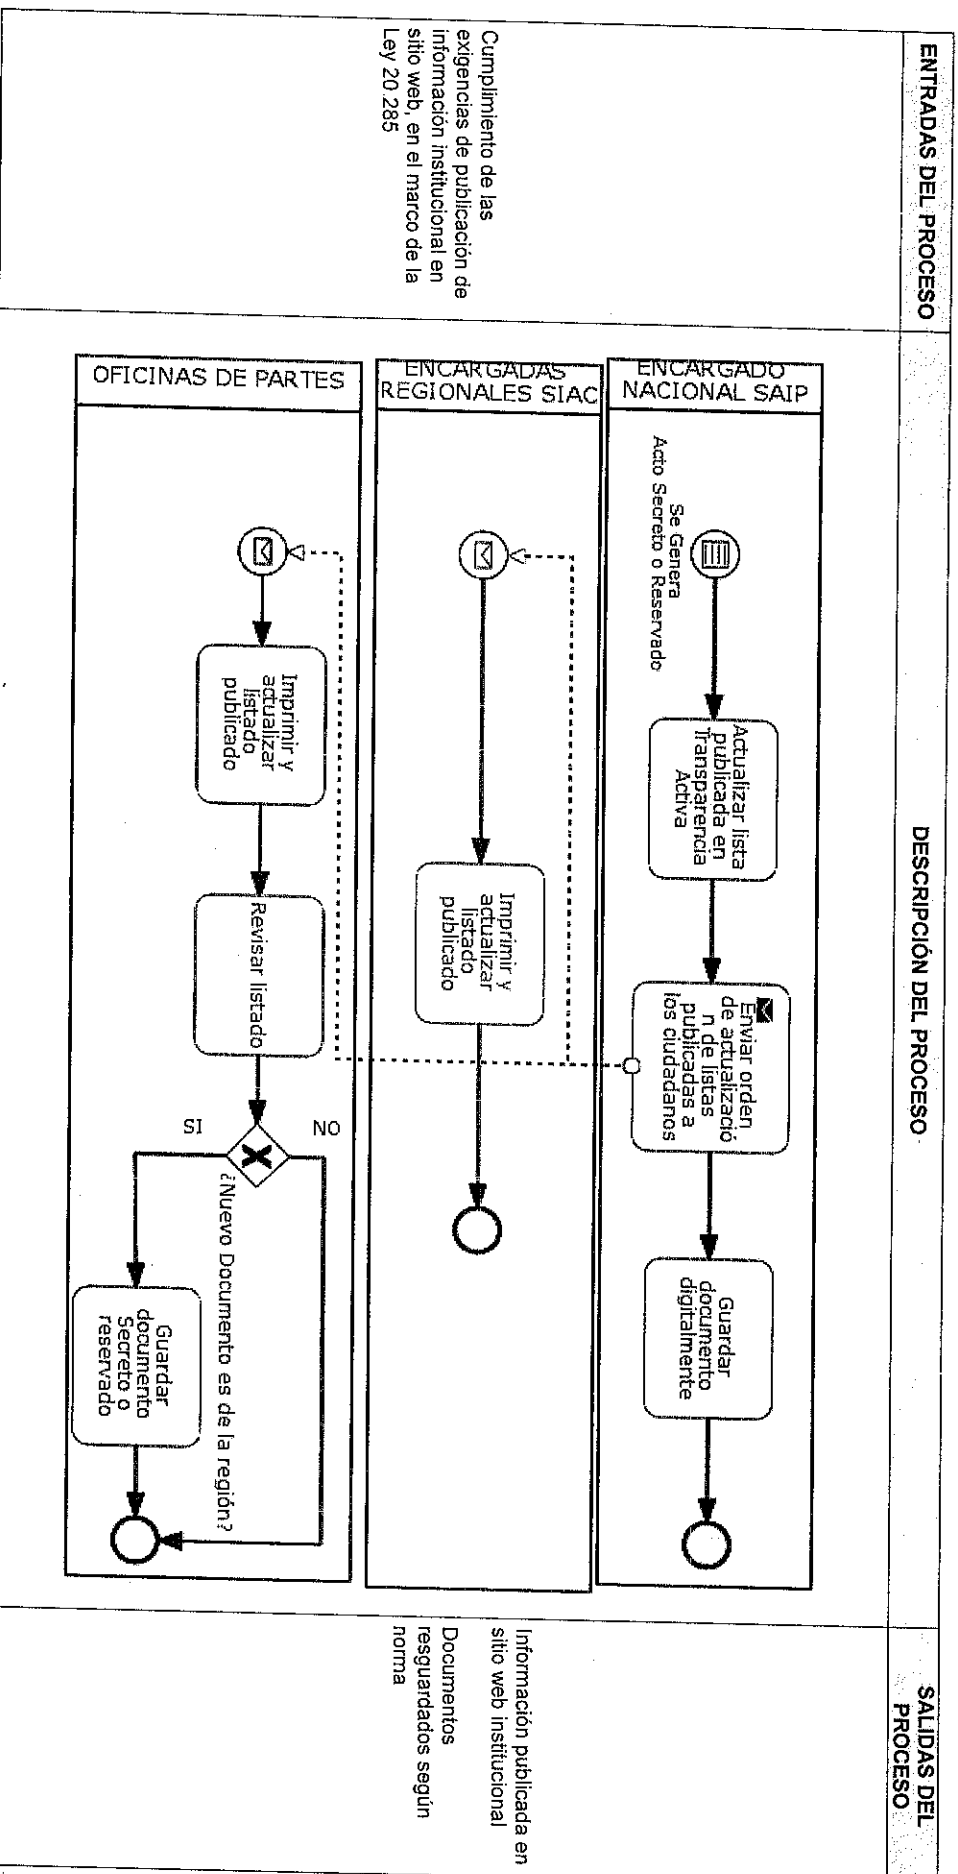 ENTRADAS DEL PROCESO
DESCRIPCIÓN DEL PROCESO
SALIDAS DEL
PROCESO
Cumplimiento de las
exigencias de publicación de
información institucional en
sitio web, en el marco de la
Ley 20.285
ENCARGADO
NACIONAL SAIP
Se Genera
Acto Secreto o Reservado
Actualizar lista
publicada en
Transparencia
Activa
Enviar orden
de actualizació
n de listas
publicadas a
los ciudadanos
Guardar
documento
digitalmente
ENCARGADAS
REGIONALES SIAC
Imprimir y
actualizar
listado
publicado
OFICINAS DE PARTES
Imprimir y
actualizar
listado
publicado
Revisar listado
NO
SI
¿Nuevo Documento es de la región?
Guardar
documento
Secreto o
reservado
Información publicada en
sitio web institucional
Documentos
resguardados según
norma